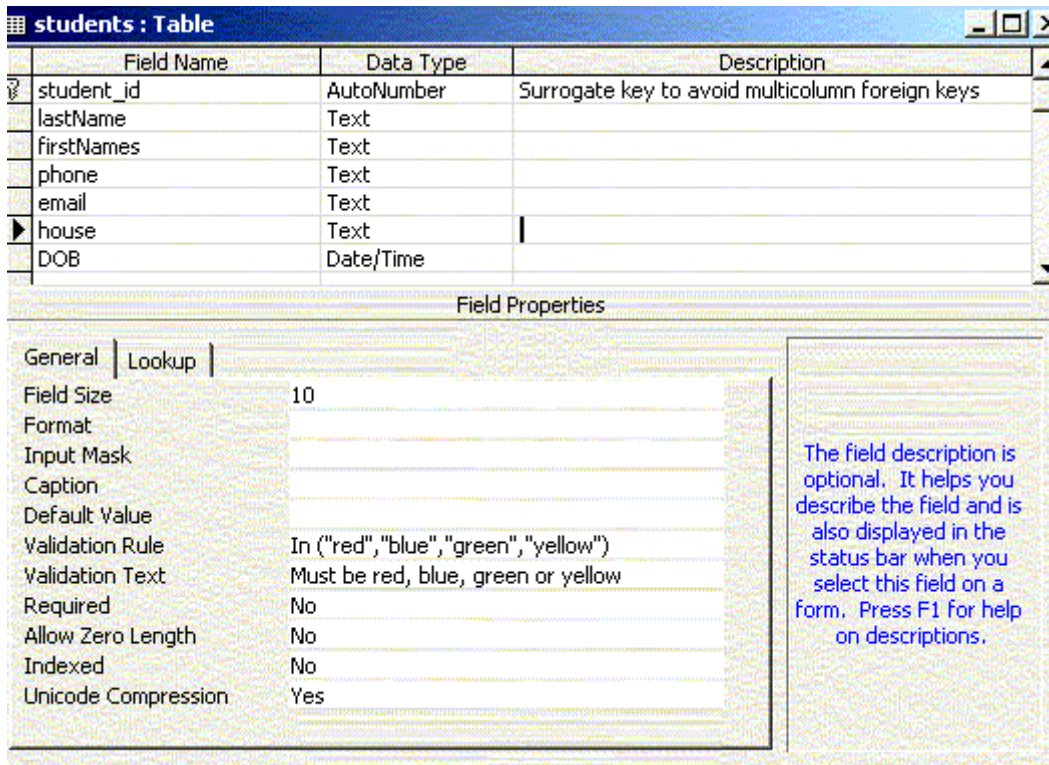 students : Table
Field Name Data Type Description
student_id AutoNumber Surrogate key to avoid multicolumn foreign keys
lastName Text
firstNames Text
phone Text
email Text
house Text
DOB Date/Time
Field Properties
General Lookup
Field Size 10
Format
Input Mask
Caption
Default Value
Validation Rule In ("red","blue","green","yellow")
Validation Text Must be red, blue, green or yellow
Required No
Allow Zero Length No
Indexed No
Unicode Compression Yes
The field description is
optional. It helps you
describe the field and is
also displayed in the
status bar when you
select this field on a
form. Press F1 for help
on descriptions.